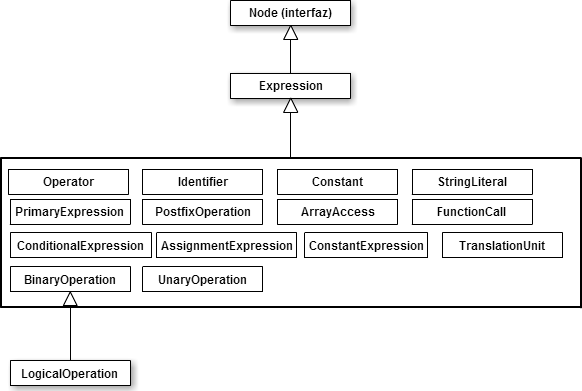 Node (interfaz)
Expression
Operator Identifier Constant StringLiteral
PrimaryExpression PostfixOperation ArrayAccess FunctionCall
ConditionalExpression AssignmentExpression ConstantExpression TranslationUnit
BinaryOperation UnaryOperation
LogicalOperation